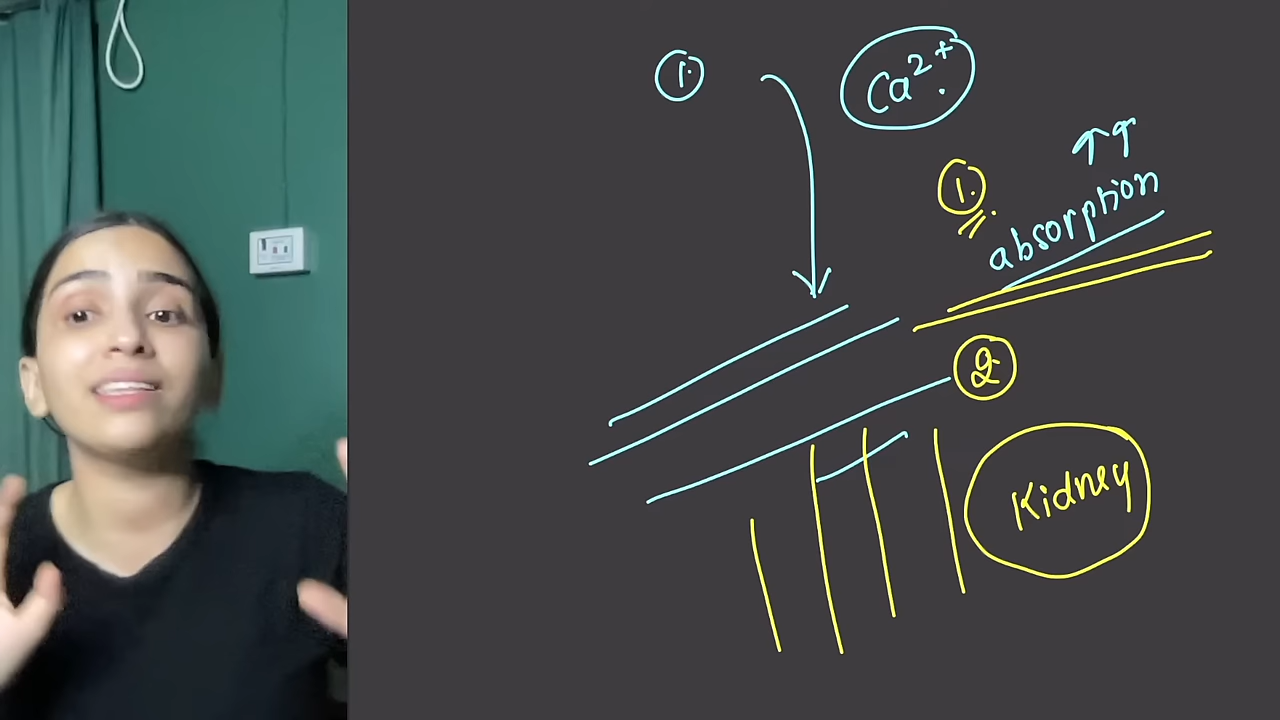 1.
Ca2+.
↑↑
1.
absorption
2
Kidney